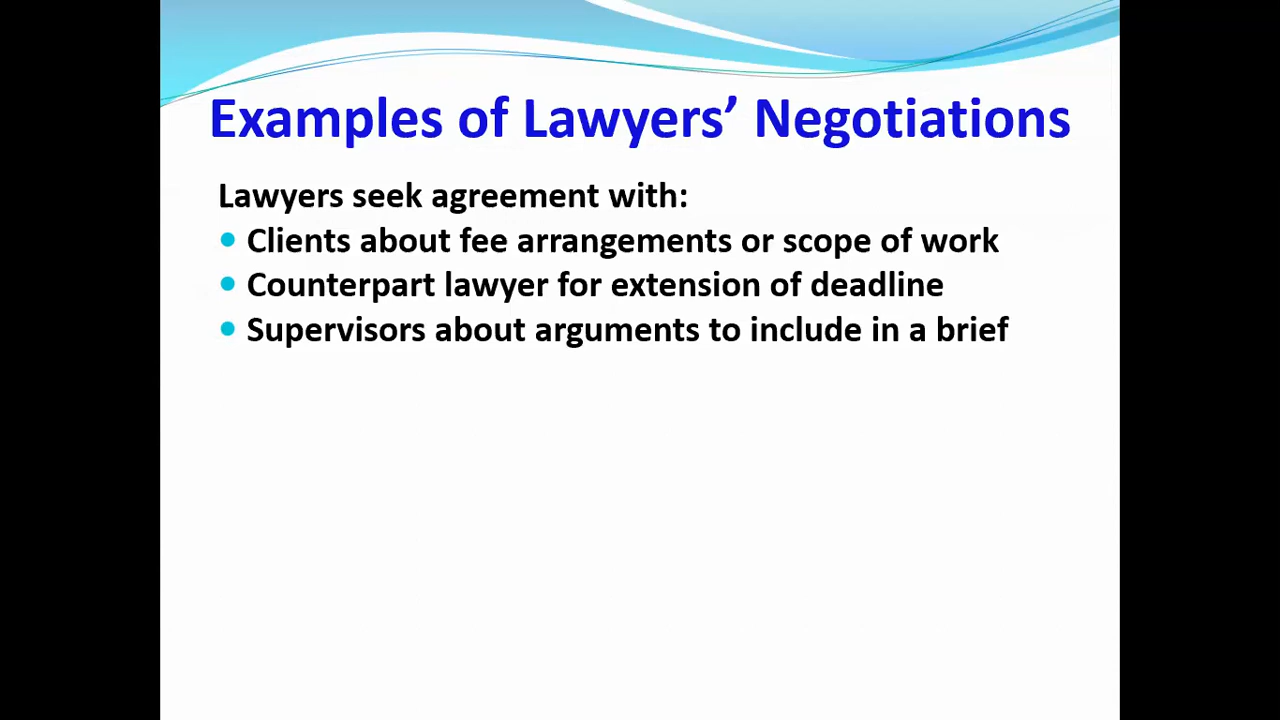 Examples of Lawyers’ Negotiations
Lawyers seek agreement with:
• Clients about fee arrangements or scope of work
• Counterpart lawyer for extension of deadline
• Supervisors about arguments to include in a brief